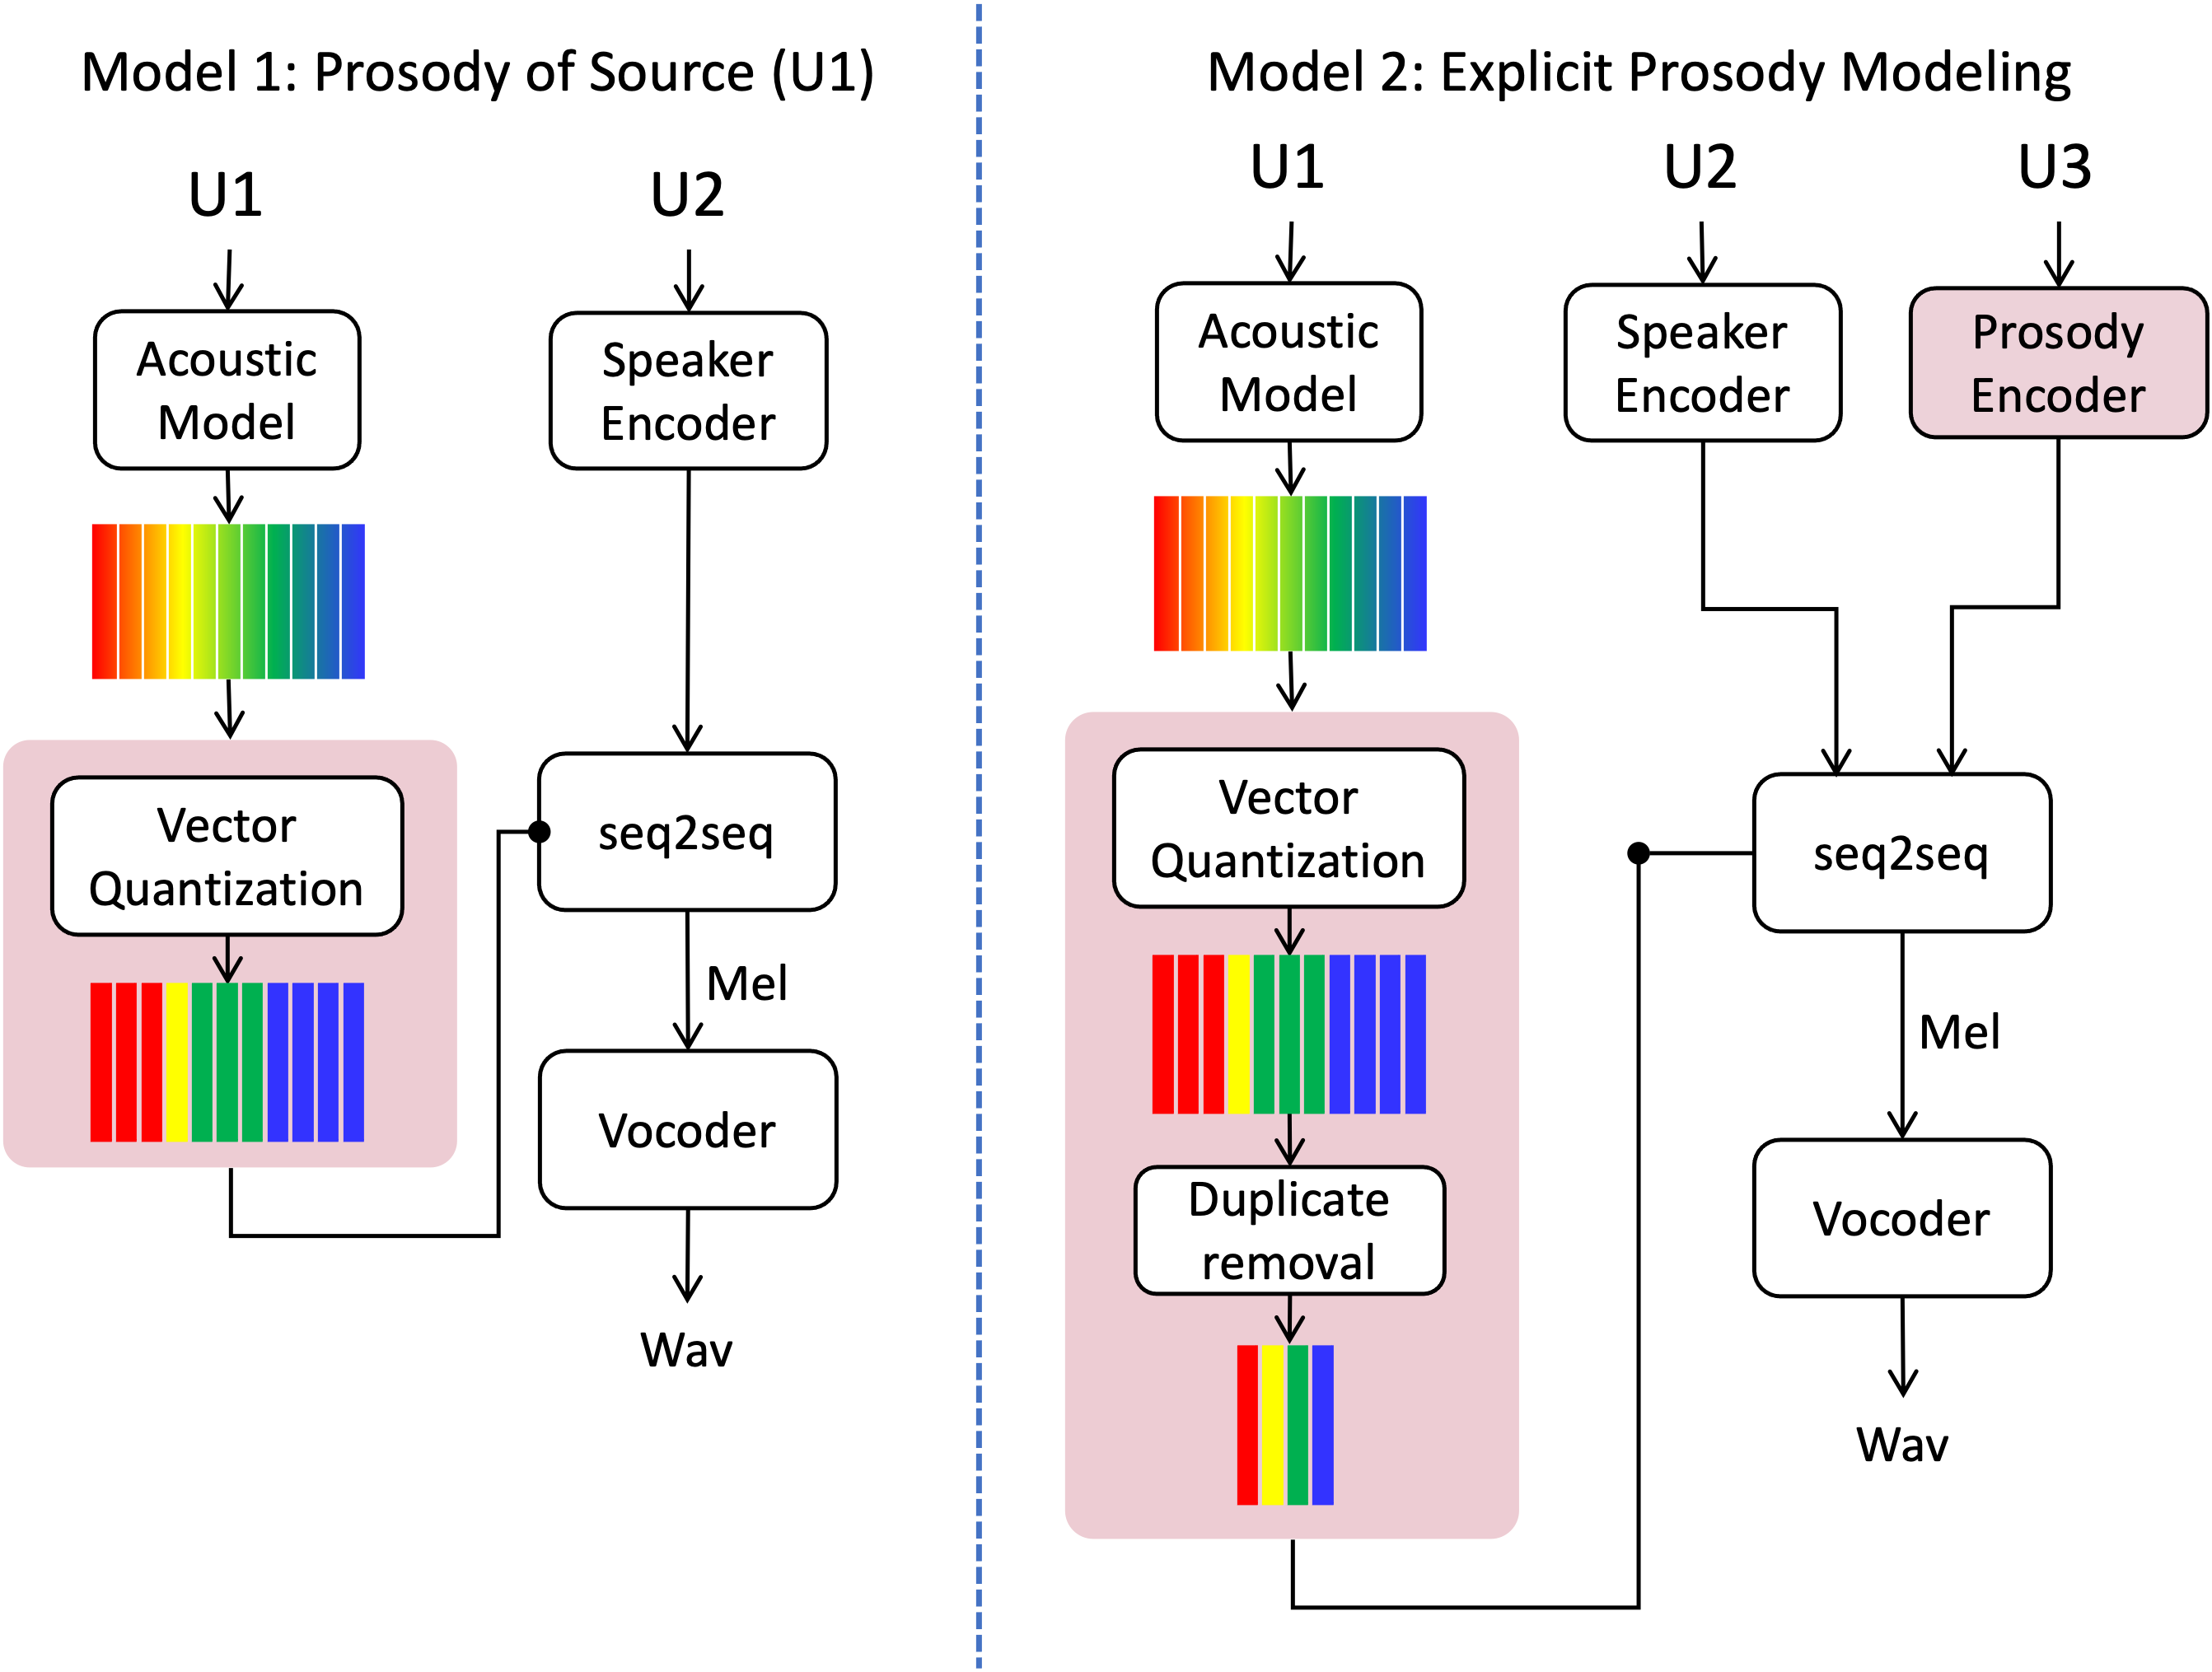 Model 1: Prosody of Source (U1)
U1
U2
Acoustic
Model
Speaker
Encoder
Vector
Quantization
seq2seq
Mel
Vocoder
Wav
Model 2: Explicit Prosody Modeling
U1
U2
U3
Acoustic
Model
Speaker
Encoder
Prosody
Encoder
Vector
Quantization
Duplicate
removal
seq2seq
Mel
Vocoder
Wav